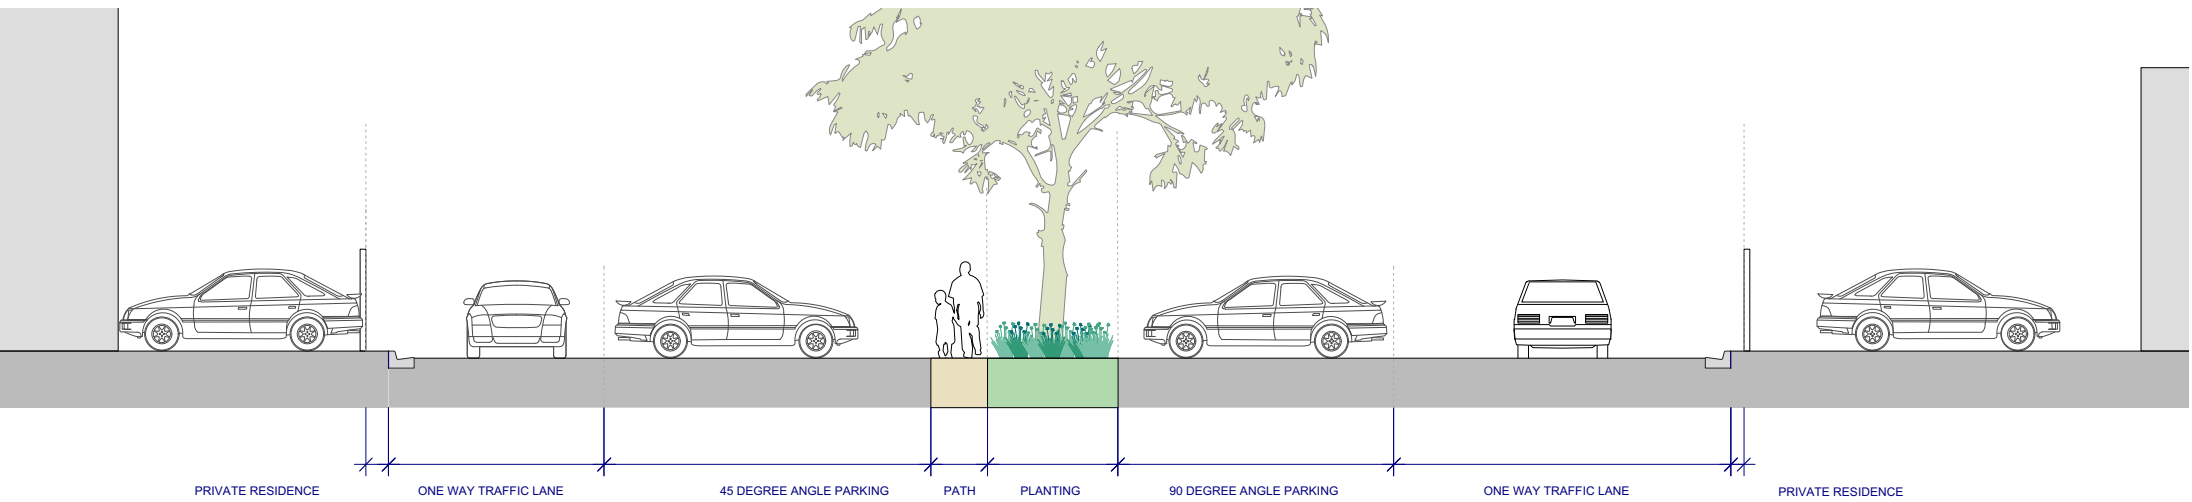 PRIVATE RESIDENCE
ONE WAY TRAFFIC LANE
45 DEGREE ANGLE PARKING
PATH
PLANTING
90 DEGREE ANGLE PARKING
ONE WAY TRAFFIC LANE
PRIVATE RESIDENCE